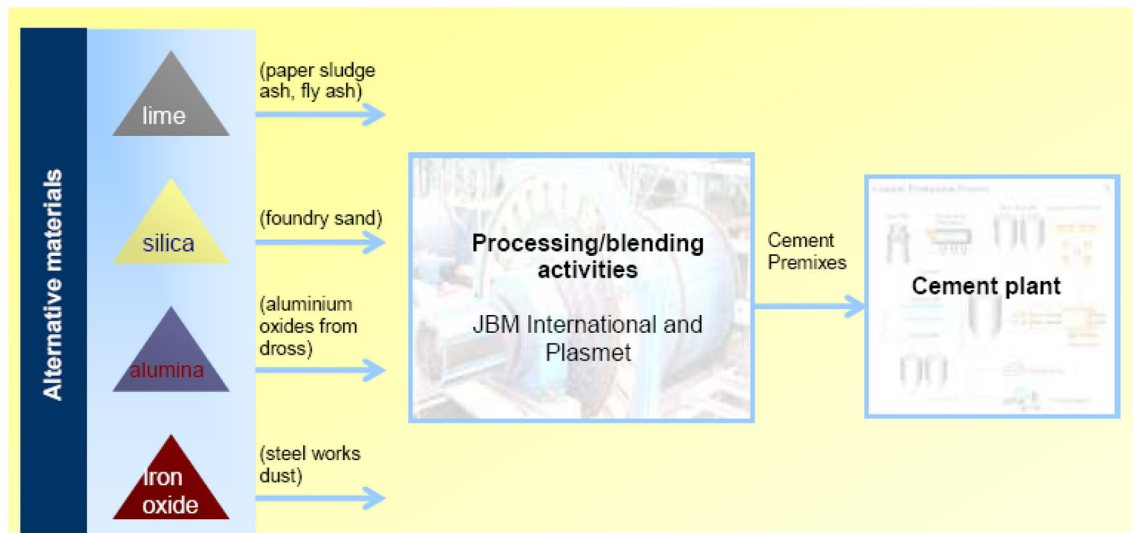 Alternative materials
lime
(paper sludge
ash, fly ash)
silica
(foundry sand)
alumina
(aluminium
oxides from
dross)
Iron
oxide
(steel works
dust)
Processing/blending
activities
JBM International and
Plasmet
Cement
Premixes
Cement plant